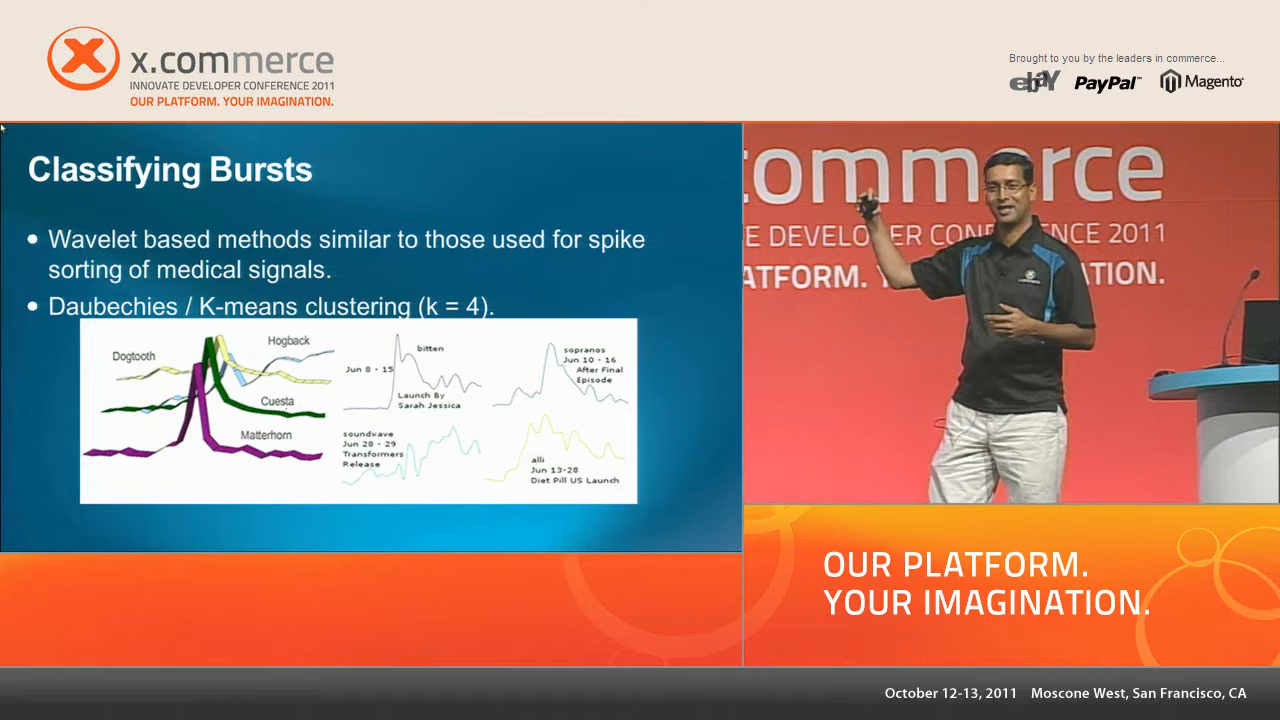 x.commerce
INNOVATE DEVELOPER CONFERENCE 2011
OUR PLATFORM. YOUR IMAGINATION.
Brought to you by the leaders in commerce...
ebaY PayPal™ Magento®
Classifying Bursts
• Wavelet based methods similar to those used for spike
sorting of medical signals.
• Daubechies / K-means clustering (k = 4).
Dogtooth
Hogback
Cuesta
Matterhorn
bitten
Jun 8 - 15
Launch By
Sarah Jessica
sopranos
Jun 10 - 16
After Final
Episode
soundwave
Jun 28 - 29
Transformers
Release
alli
Jun 13-28
Diet Pill US Launch
commerce
E DEVELOPER CONFERENCE 2011
ATFORM. Y TION.
OUR PLATFORM.
YOUR IMAGINATION.
October 12-13, 2011 Moscone West, San Francisco, CA